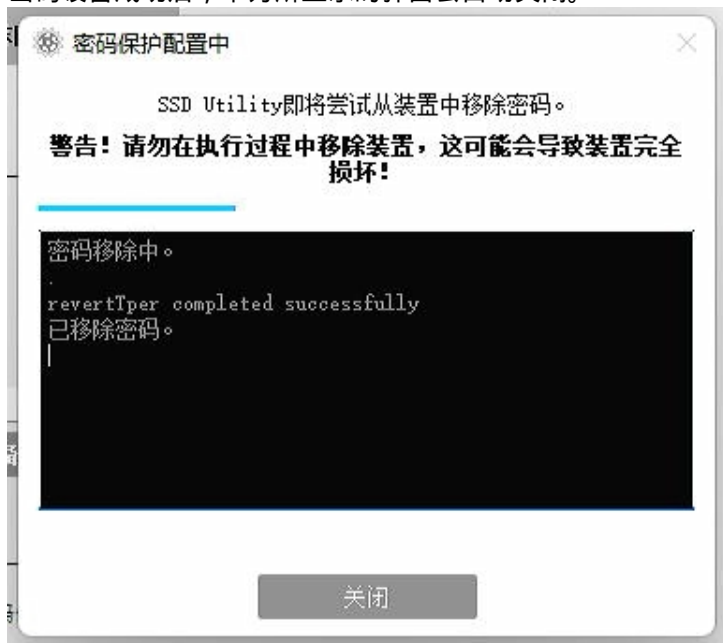 密码保护配置中
SSD Utility即将尝试从装置中移除密码。
警告！请勿在执行过程中移除装置，这可能会导致装置完全
损坏！
密码移除中。
.
revertTper completed successfully
已移除密码。
关闭